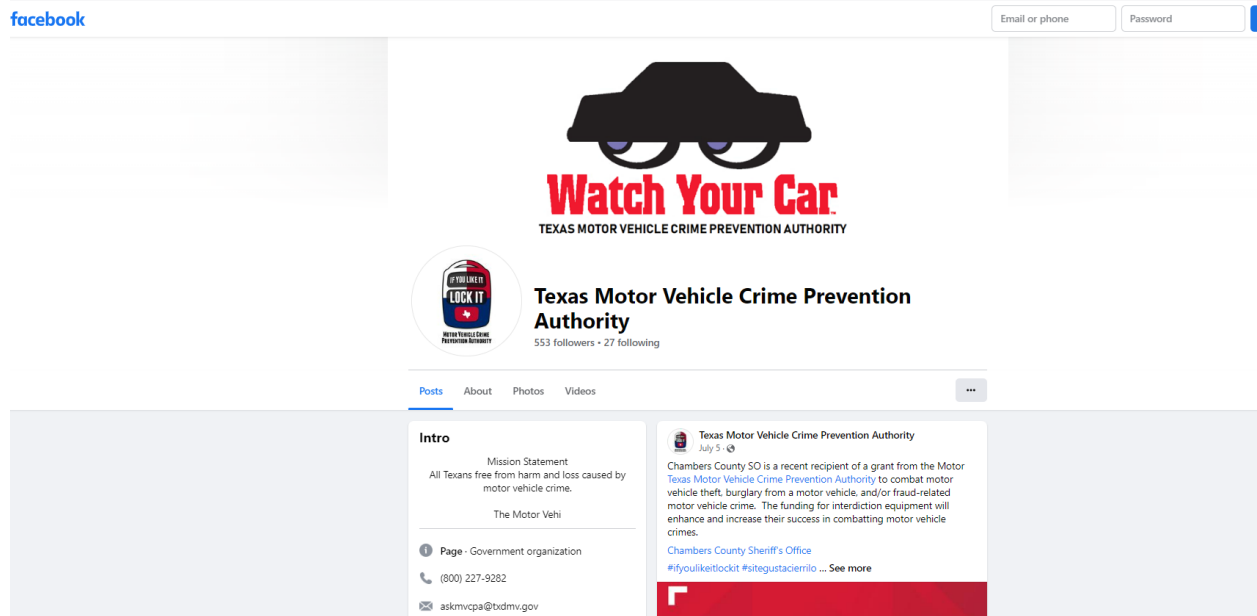 facebook
Email or phone
Password
Watch Your Car
TEXAS MOTOR VEHICLE CRIME PREVENTION AUTHORITY
IF YOU LIKE IT
LOCK IT
MOTOR VEHICLE CRIME
PREVENTION AUTHORITY
Texas Motor Vehicle Crime Prevention
Authority
553 followers • 27 following
Posts
About
Photos
Videos
Intro
Mission Statement
All Texans free from harm and loss caused by
motor vehicle crime.
The Motor Vehi
Page · Government organization
(800) 227-9282
askmvcpa@txdmv.gov
Texas Motor Vehicle Crime Prevention Authority
July 5 ·
Chambers County SO is a recent recipient of a grant from the Motor
Texas Motor Vehicle Crime Prevention Authority to combat motor
vehicle theft, burglary from a motor vehicle, and/or fraud-related
motor vehicle crime. The funding for interdiction equipment will
enhance and increase their success in combatting motor vehicle
crimes.
Chambers County Sheriff's Office
#ifyoulikeitlockit #sitegustacierrilo ... See more